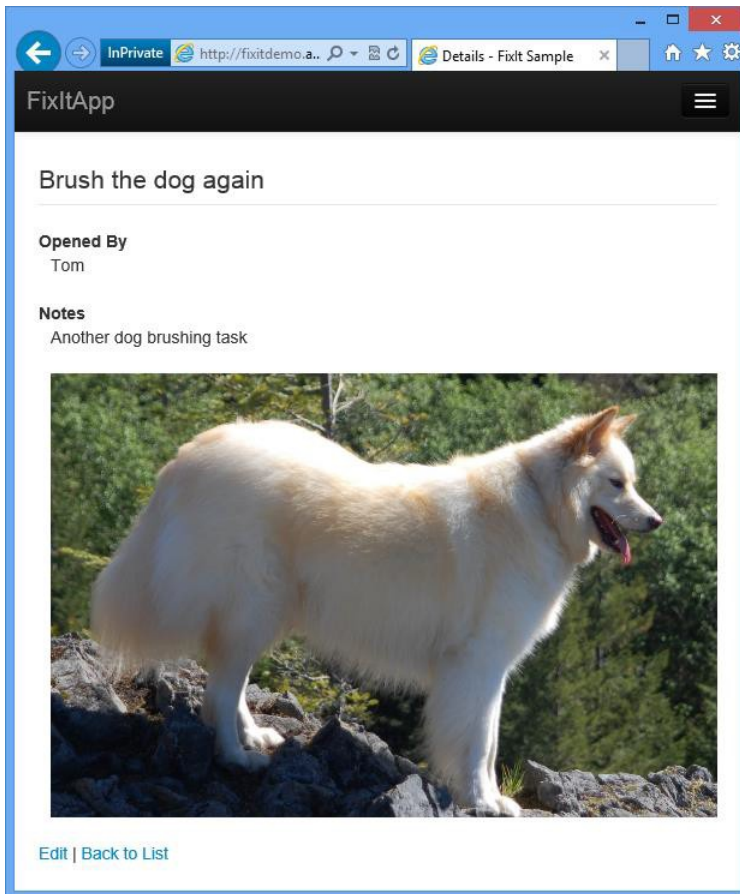 InPrivate http://fixitdemo.a.. Details - FixIt Sample
FixItApp
Brush the dog again
Opened By
Tom
Notes
Another dog brushing task
Edit | Back to List